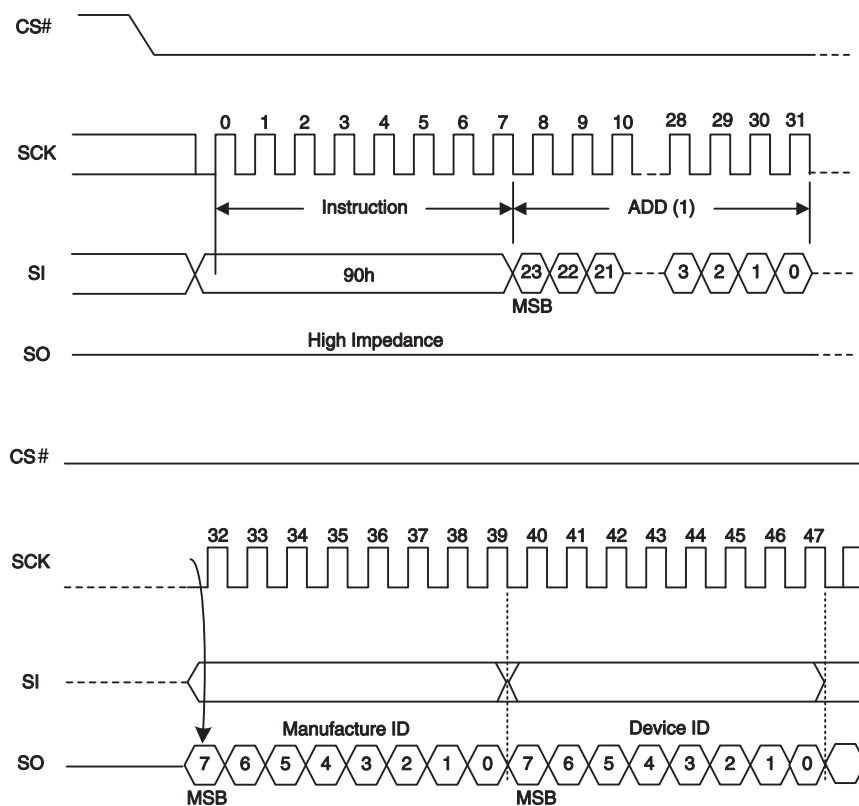 CS#
0 1 2 3 4 5 6 7 8 9 10 28 29 30 31
SCK
Instruction ADD (1)
SI 90h 23 22 21 3 2 1 0
MSB
High Impedance
SO
CS#
32 33 34 35 36 37 38 39 40 41 42 43 44 45 46 47
SCK
SI
Manufacture ID Device ID
SO 7 6 5 4 3 2 1 0 7 6 5 4 3 2 1 0
MSB MSB